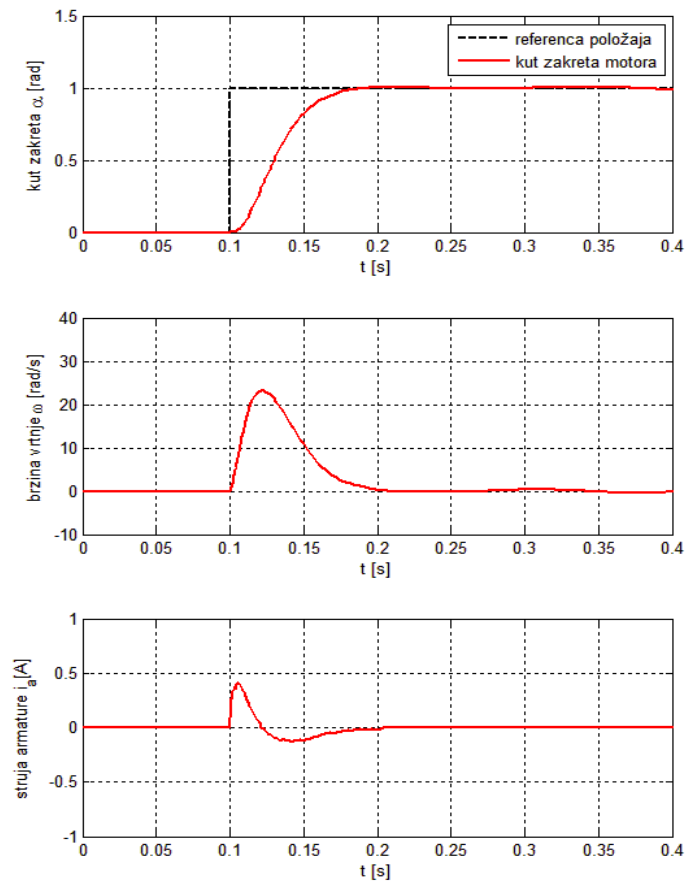 1.5
1
0.5
0
kut zakreta α [rad]
referenca položaja
kut zakreta motora
0 0.05 0.1 0.15 0.2 0.25 0.3 0.35 0.4
t [s]
40
30
20
10
0
-10
brzina vrtnje ω [rad/s]
0 0.05 0.1 0.15 0.2 0.25 0.3 0.35 0.4
t [s]
1
0.5
0
-0.5
-1
struja armature i_a[A]
0 0.05 0.1 0.15 0.2 0.25 0.3 0.35 0.4
t [s]